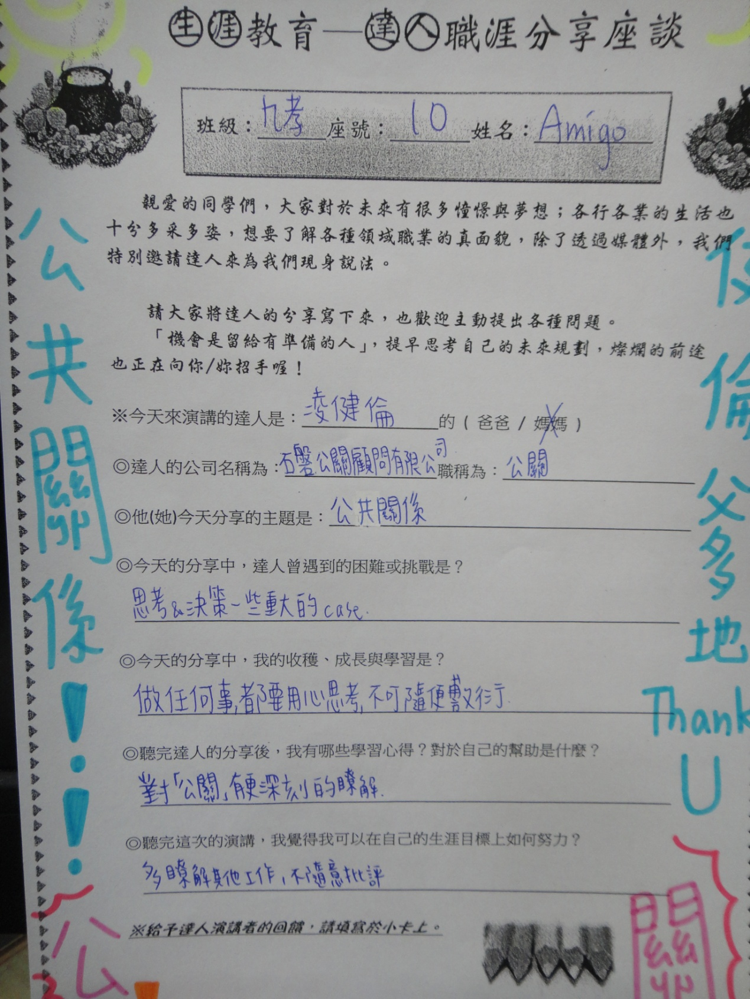 生涯教育—達人職涯分享座談
班級：九孝 座號：10 姓名：Amigo
親愛的同學們，大家對於未來有很多憧憬與夢想；各行各業的生活也
十分多采多姿，想要了解各種領域職業的真面貌，除了透過媒體外，我們
特別邀請達人來為我們現身說法。
請大家將達人的分享寫下來，也歡迎主動提出各種問題。
「機會是留給有準備的人」，提早思考自己的未來規劃，燦爛的前途
也正在向你/妳招手喔！
※今天來演講的達人是：凌健倫的（爸爸 / 媽媽）
◎達人的公司名稱為：石磐公關顧問有限公司 職稱為：公關
◎他(她)今天分享的主題是：公共關係
◎今天的分享中，達人曾遇到的困難或挑戰是？
思考&決策一些重大的case.
◎今天的分享中，我的收穫、成長與學習是？
做任何事，都要用心思考，不可隨便敷衍.
◎聽完達人的分享後，我有哪些學習心得？對於自己的幫助是什麼？
對「公關」有更深刻的瞭解.
◎聽完這次的演講，我覺得我可以在自己的生涯目標上如何努力？
多瞭解其他工作，不隨意批評
※給予達人演講者的回饋，請填寫於小卡上。
公共關係！！
倫父多地
Thank
U
公
關